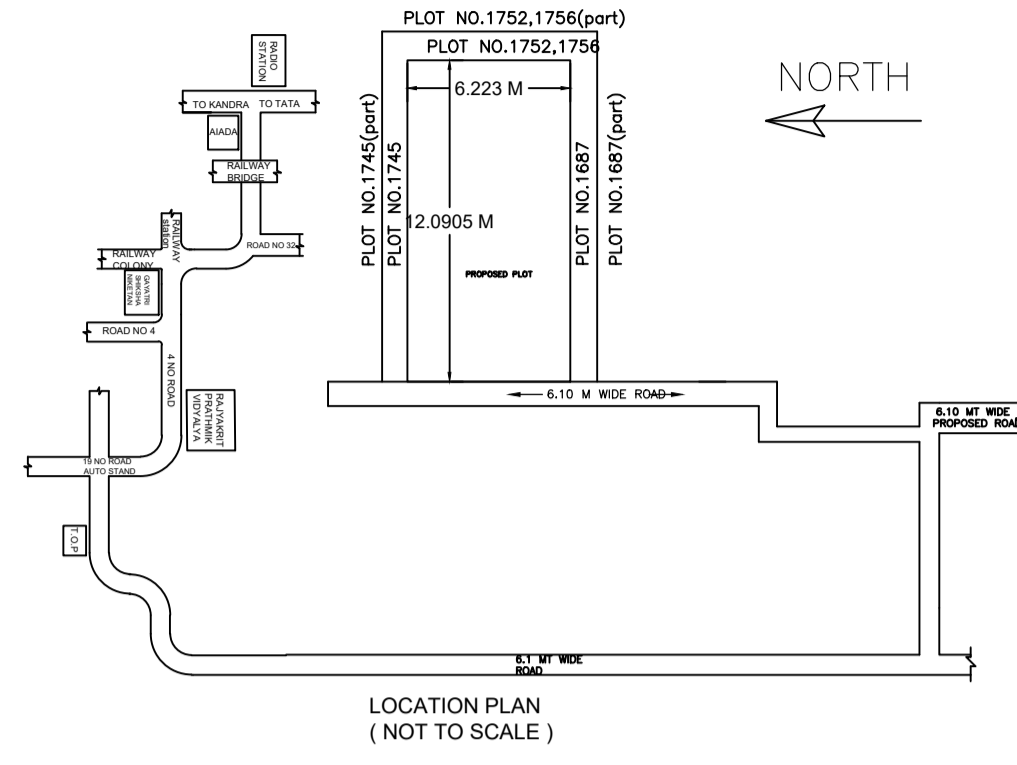 PLOT NO.1752,1756(part)
PLOT NO.1752,1756
6.223 M
NORTH
RADIO
STATION
TO KANDRA
TO TATA
AIADA
RAILWAY
BRIDGE
PLOT NO.1745(part)
PLOT NO.1745
PLOT NO.1687
PLOT NO.1687(part)
12.0905 M
RAILWAY
station
ROAD NO 32
RAILWAY
COLONY
GAYATRI
SHIKSHA
NIKETAN
PROPOSED PLOT
ROAD NO 4
4 NO ROAD
RAJYAKRIT
PRATHMIK
VIDYALYA
6.10 M WIDE ROAD
6.10 MT WIDE
PROPOSED ROAD
19 NO ROAD
AUTO STAND
T.O.P
6.1 MT WIDE
ROAD
LOCATION PLAN
( NOT TO SCALE )